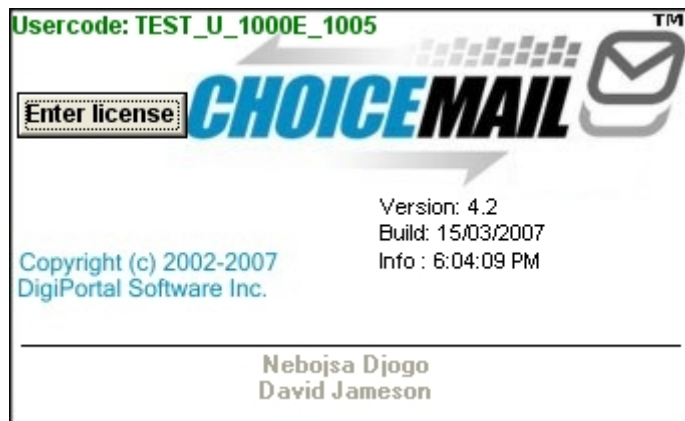 Usercode: TEST_U_1000E_1005
TM
Enter license
CHOICEMAIL
Version: 4.2
Build: 15/03/2007
Info : 6:04:09 PM
Copyright (c) 2002-2007
DigiPortal Software Inc.
Nebojsa Djogo
David Jameson